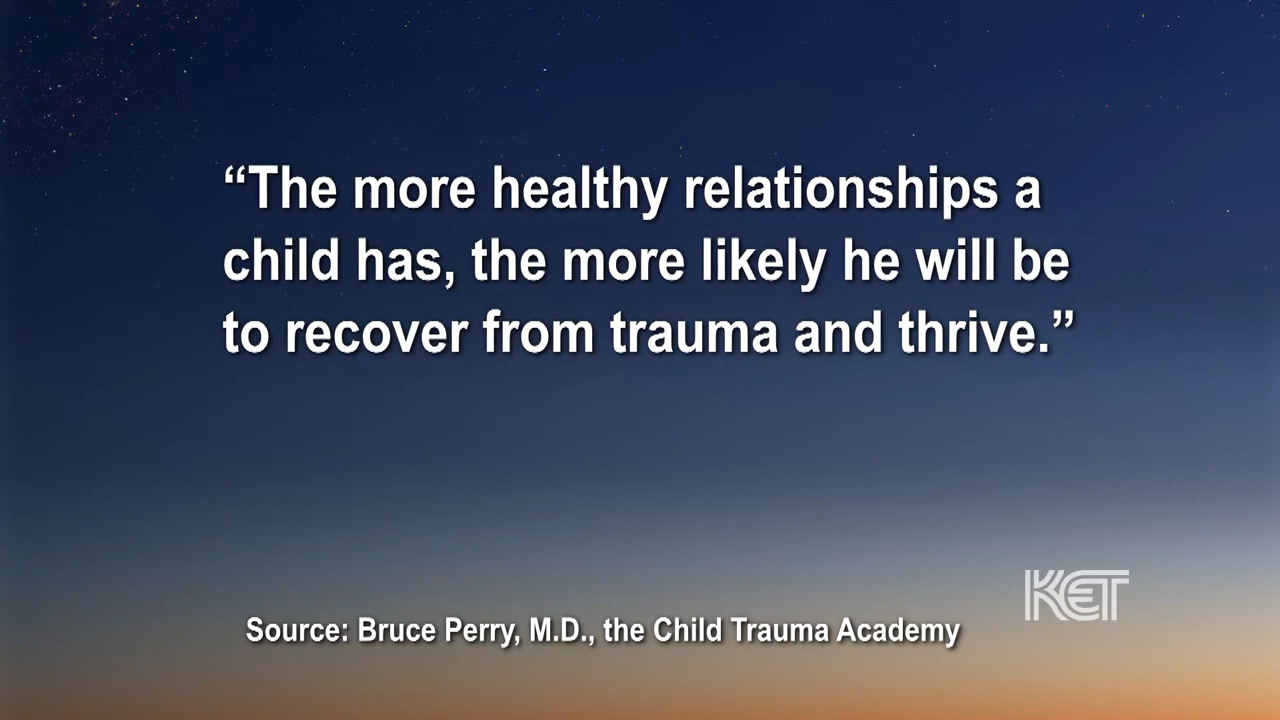 “The more healthy relationships a
child has, the more likely he will be
to recover from trauma and thrive.”
KET
Source: Bruce Perry, M.D., the Child Trauma Academy